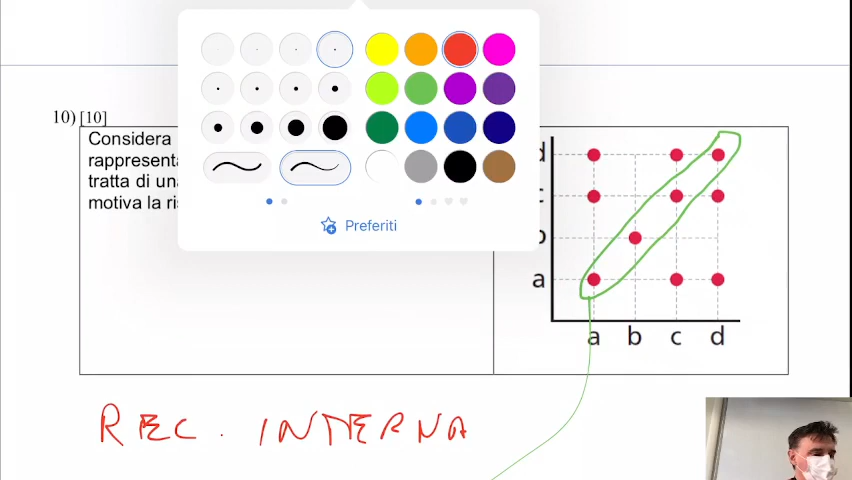 10) [10]
Considera
rappresenta
tratta di una
motiva la ris
Preferiti
d
c
b
a
a b c d
REC. INTERNA